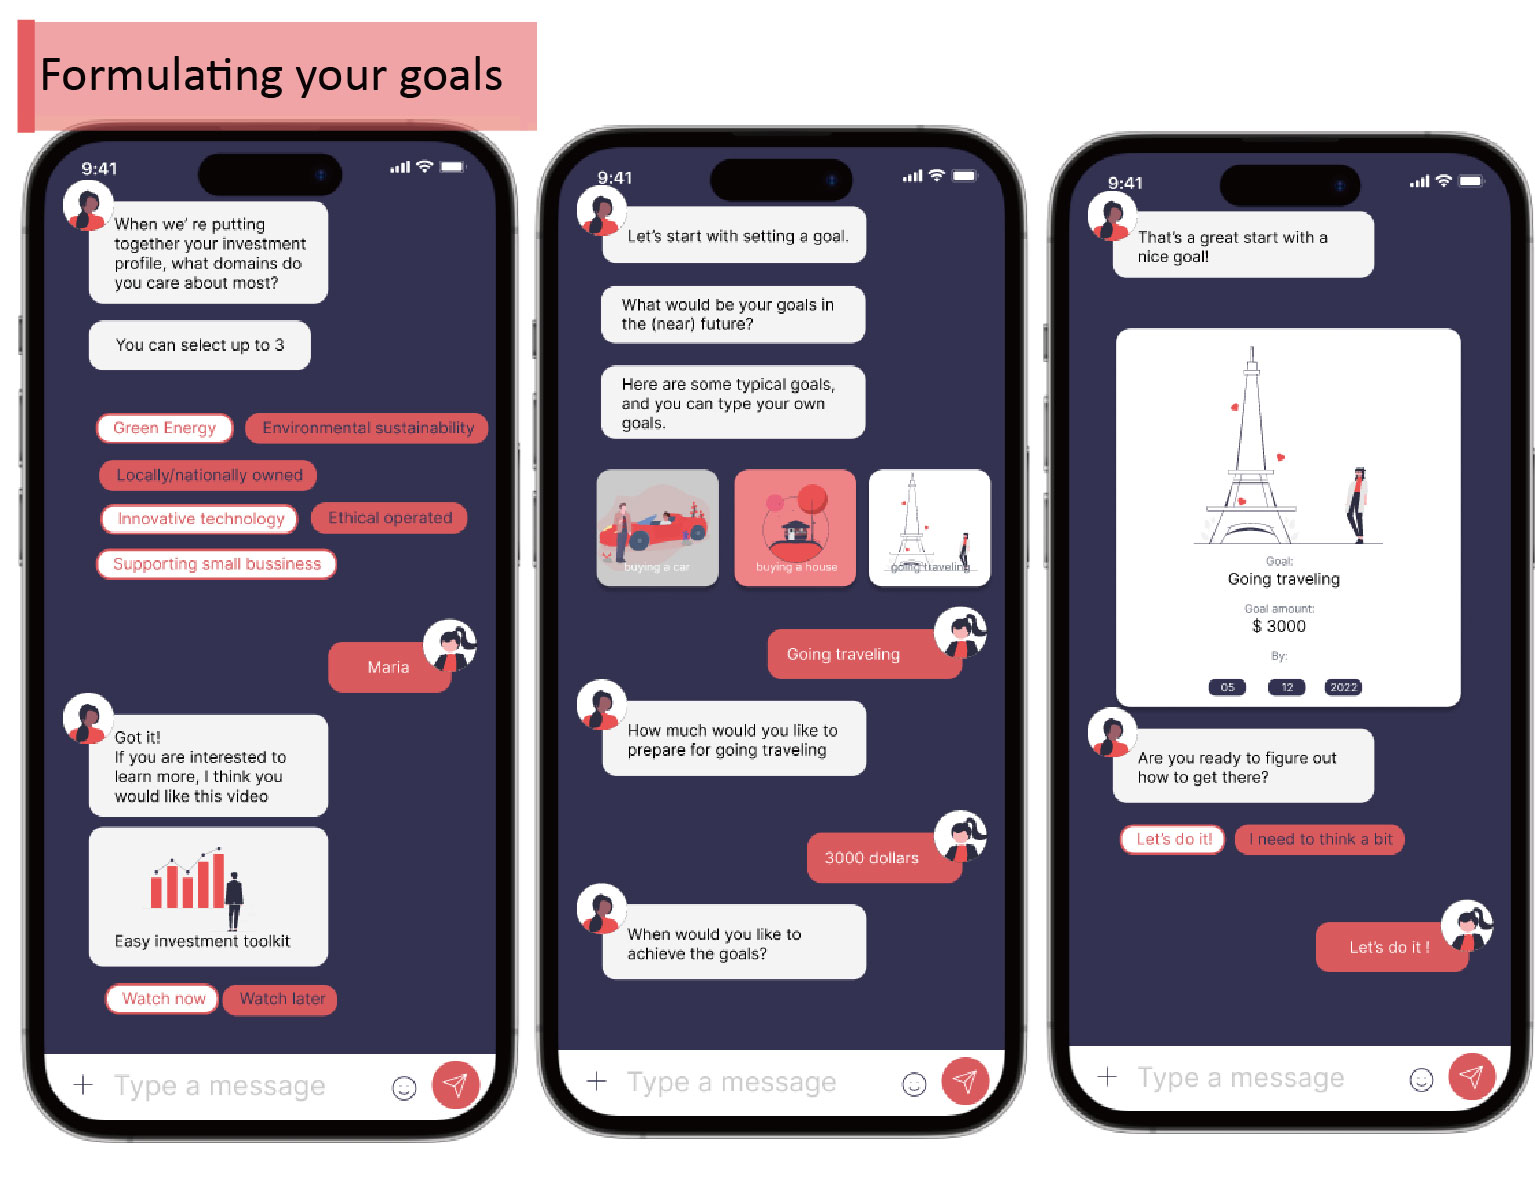 Formulating your goals
9:41
When we’ re putting
together your investment
profile, what domains do
you care about most?
You can select up to 3
Green Energy
Environmental sustainability
Locally/nationally owned
Innovative technology
Ethical operated
Supporting small bussiness
Maria
Got it!
If you are interested to
learn more, I think you
would like this video
Easy investment toolkit
Watch now
Watch later
Type a message
9:41
Let’s start with setting a goal.
What would be your goals in
the (near) future?
Here are some typical goals,
and you can type your own
goals.
buying a car
buying a house
going traveling
Going traveling
How much would you like to
prepare for going traveling
3000 dollars
When would you like to
achieve the goals?
Type a message
9:41
That’s a great start with a
nice goal!
Goal:
Going traveling
Goal amount:
$ 3000
By:
05 12 2022
Are you ready to figure out
how to get there?
Let’s do it!
I need to think a bit
Let’s do it !
Type a message